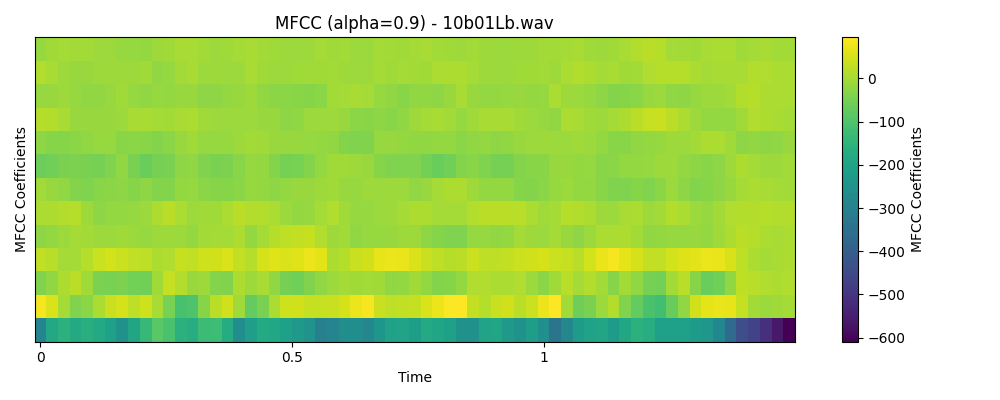 MFCC (alpha=0.9) - 10b01Lb.wav
MFCC Coefficients
0
0.5
1
Time
0
−100
−200
−300
−400
−500
−600
MFCC Coefficients